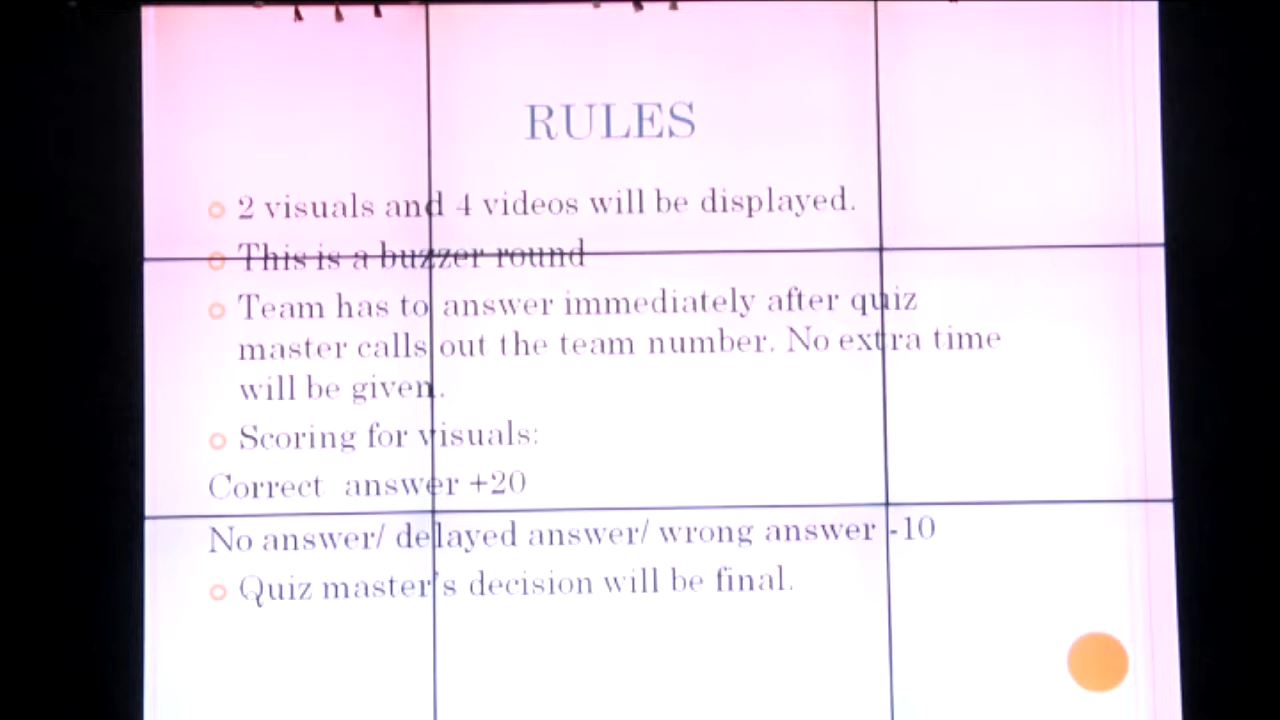 RULES
2 visuals and 4 videos will be displayed.
This is a buzzer round
Team has to answer immediately after quiz
master calls out the team number. No extra time
will be given.
Scoring for visuals:
Correct answer +20
No answer/ delayed answer/ wrong answer -10
Quiz master's decision will be final.